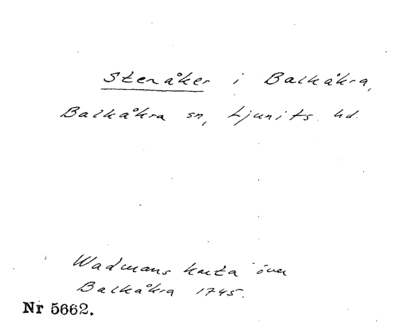 Stenåker i Balkåkra,
Balkåkra sn, Ljunits hd.
Wadmans karta över
Balkåkra 1745.
Nr 5662.